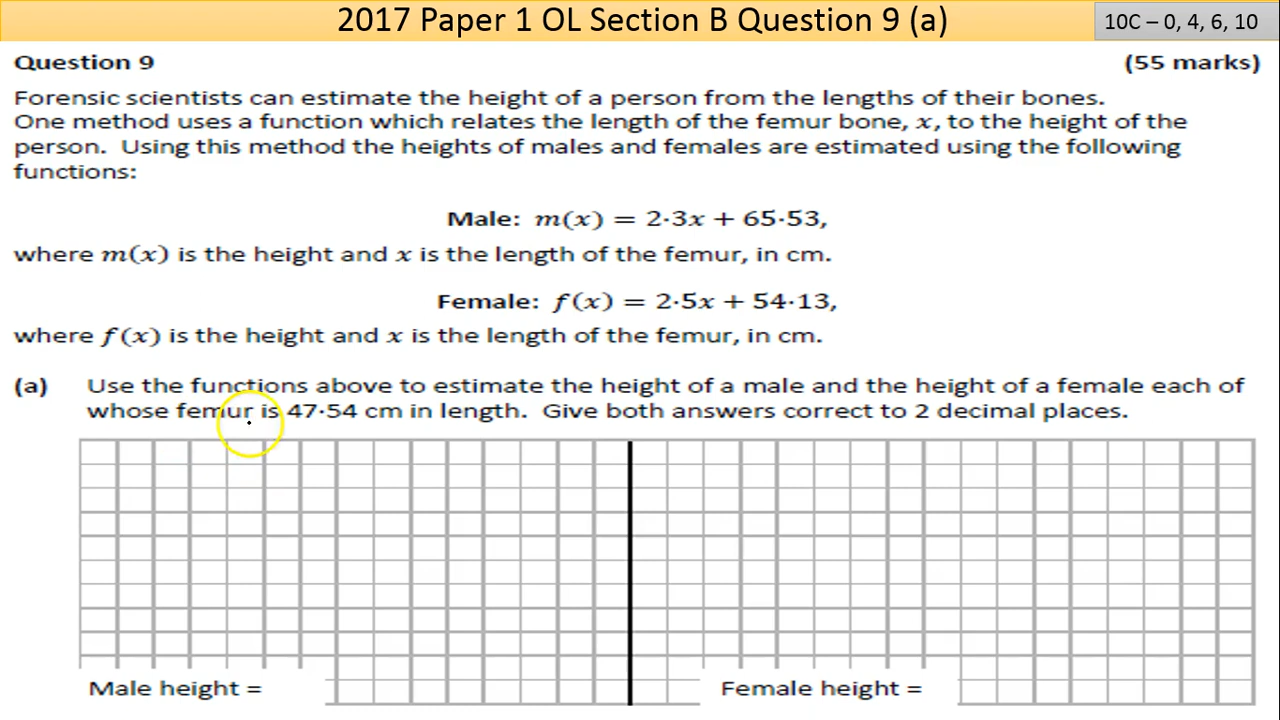 2017 Paper 1 OL Section B Question 9 (a)
10C – 0, 4, 6, 10
Question 9 (55 marks)
Forensic scientists can estimate the height of a person from the lengths of their bones.
One method uses a function which relates the length of the femur bone, x, to the height of the
person. Using this method the heights of males and females are estimated using the following
functions:
Male: m(x) = 2·3x + 65·53,
where m(x) is the height and x is the length of the femur, in cm.
Female: f(x) = 2·5x + 54·13,
where f(x) is the height and x is the length of the femur, in cm.
(a) Use the functions above to estimate the height of a male and the height of a female each of
whose femur is 47·54 cm in length. Give both answers correct to 2 decimal places.
Male height = Female height =